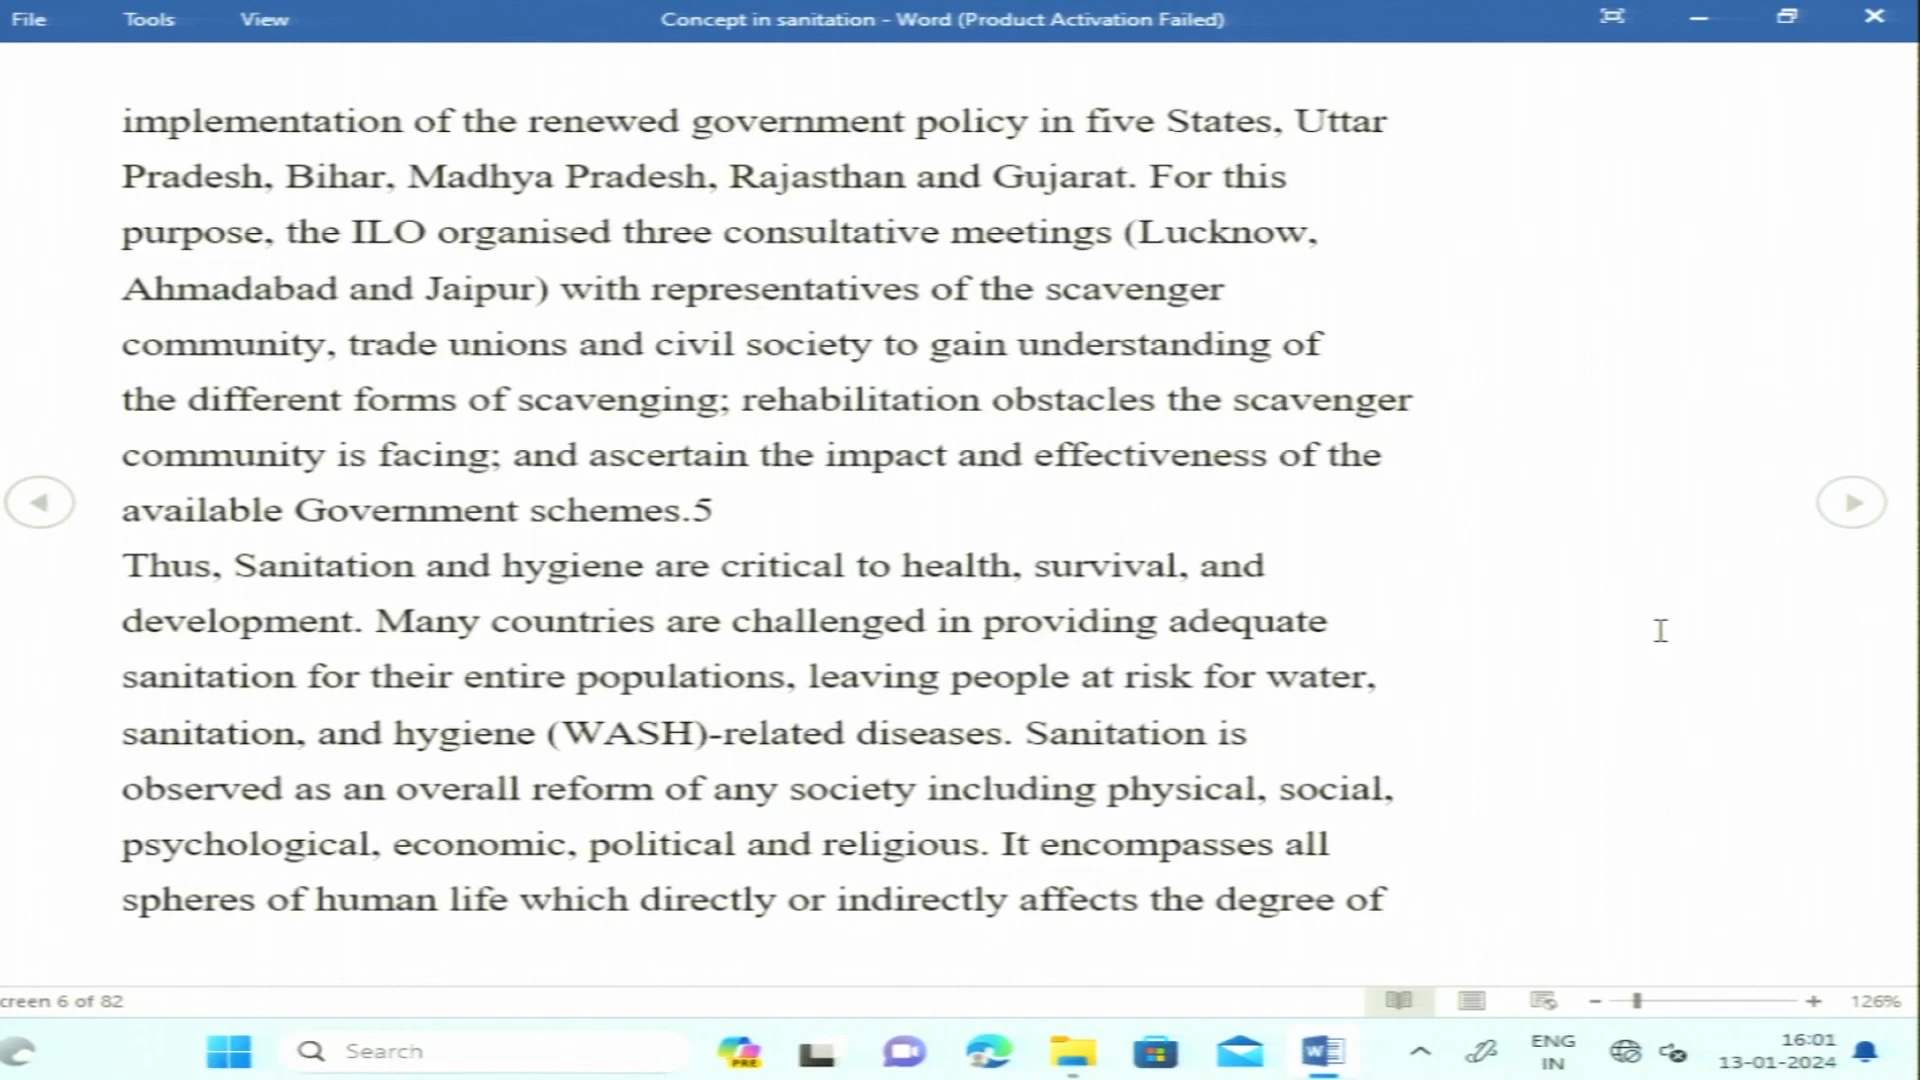 File Tools View Concept in sanitation - Word (Product Activation Failed)
implementation of the renewed government policy in five States, Uttar
Pradesh, Bihar, Madhya Pradesh, Rajasthan and Gujarat. For this
purpose, the ILO organised three consultative meetings (Lucknow,
Ahmadabad and Jaipur) with representatives of the scavenger
community, trade unions and civil society to gain understanding of
the different forms of scavenging; rehabilitation obstacles the scavenger
community is facing; and ascertain the impact and effectiveness of the
available Government schemes.5
Thus, Sanitation and hygiene are critical to health, survival, and
development. Many countries are challenged in providing adequate
sanitation for their entire populations, leaving people at risk for water,
sanitation, and hygiene (WASH)-related diseases. Sanitation is
observed as an overall reform of any society including physical, social,
psychological, economic, political and religious. It encompasses all
spheres of human life which directly or indirectly affects the degree of
creen 6 of 82 126%
Search PRE ENG 16:01
IN 13-01-2024